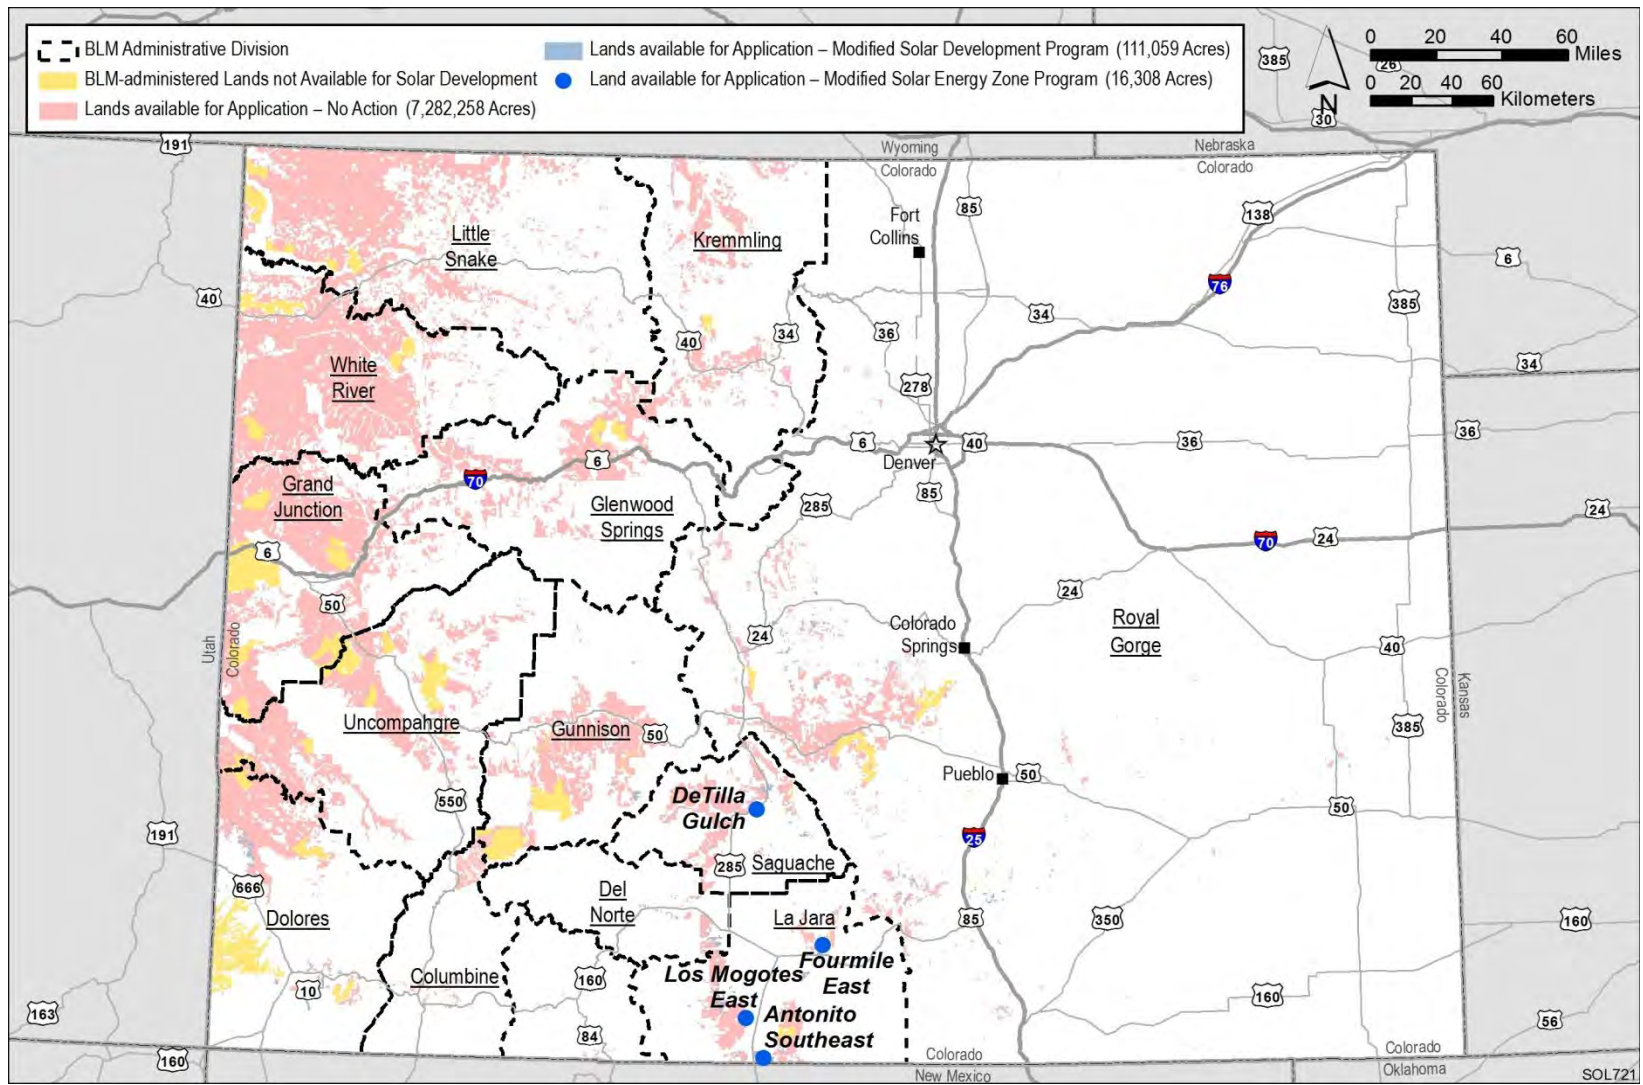 BLM Administrative Division
BLM-administered Lands not Available for Solar Development
Lands available for Application – No Action (7,282,258 Acres)
Lands available for Application – Modified Solar Development Program (111,059 Acres)
Land available for Application – Modified Solar Energy Zone Program (16,308 Acres)
N
0 20 40 60
Miles
0 20 40 60
Kilometers
385
26
30
191
Wyoming
Colorado
Nebraska
Colorado
85
138
Fort
Collins
Little
Snake
Kremmling
6
76
40
385
34
40
34
36
34
White
River
278
36
6
40
36
Denver
6
70
Grand
Junction
85
Glenwood
Springs
285
24
6
70
24
50
24
Colorado
Springs
24
Royal
Gorge
Utah
Colorado
40
Kansas
Colorado
Uncompahgre
Gunnison
50
385
Pueblo
50
550
DeTilla
Gulch
50
191
25
285
Saguache
666
Dolores
Del
Norte
La Jara
85
350
160
Fourmile
East
Los Mogotes
East
Columbine
160
10
160
163
Antonito
Southeast
56
84
160
Colorado
New Mexico
Colorado
Oklahoma
SOL721